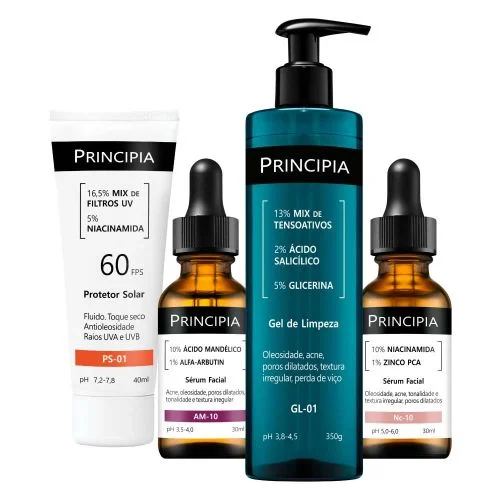 PRINCIPIA
16,5% MIX DE
FILTROS UV
5%
NIACINAMIDA
60 FPS
Protetor Solar
Fluido. Toque seco
Antioleosidade
Raios UVA e UVB
PS-01
pH 7,2-7,8 40ml
PRINCIPIA
10% ÁCIDO MANDÉLICO
1% ALFA-ARBUTIN
Sérum Facial
Acne, oleosidade, poros dilatados,
tonalidade e textura irregular
AM-10
pH 3,5-4,0 30ml
PRINCIPIA
13% MIX DE
TENSOATIVOS
2% ÁCIDO
SALICÍLICO
5% GLICERINA
Gel de Limpeza
Oleosidade, acne,
poros dilatados, textura
irregular, perda de viço
GL-01
pH 3,8-4,5 350g
PRINCIPIA
10% NIACINAMIDA
1% ZINCO PCA
Sérum Facial
Oleosidade, acne, tonalidade e
textura irregular, poros dilatados
Nc-10
pH 5,0-6,0 30ml